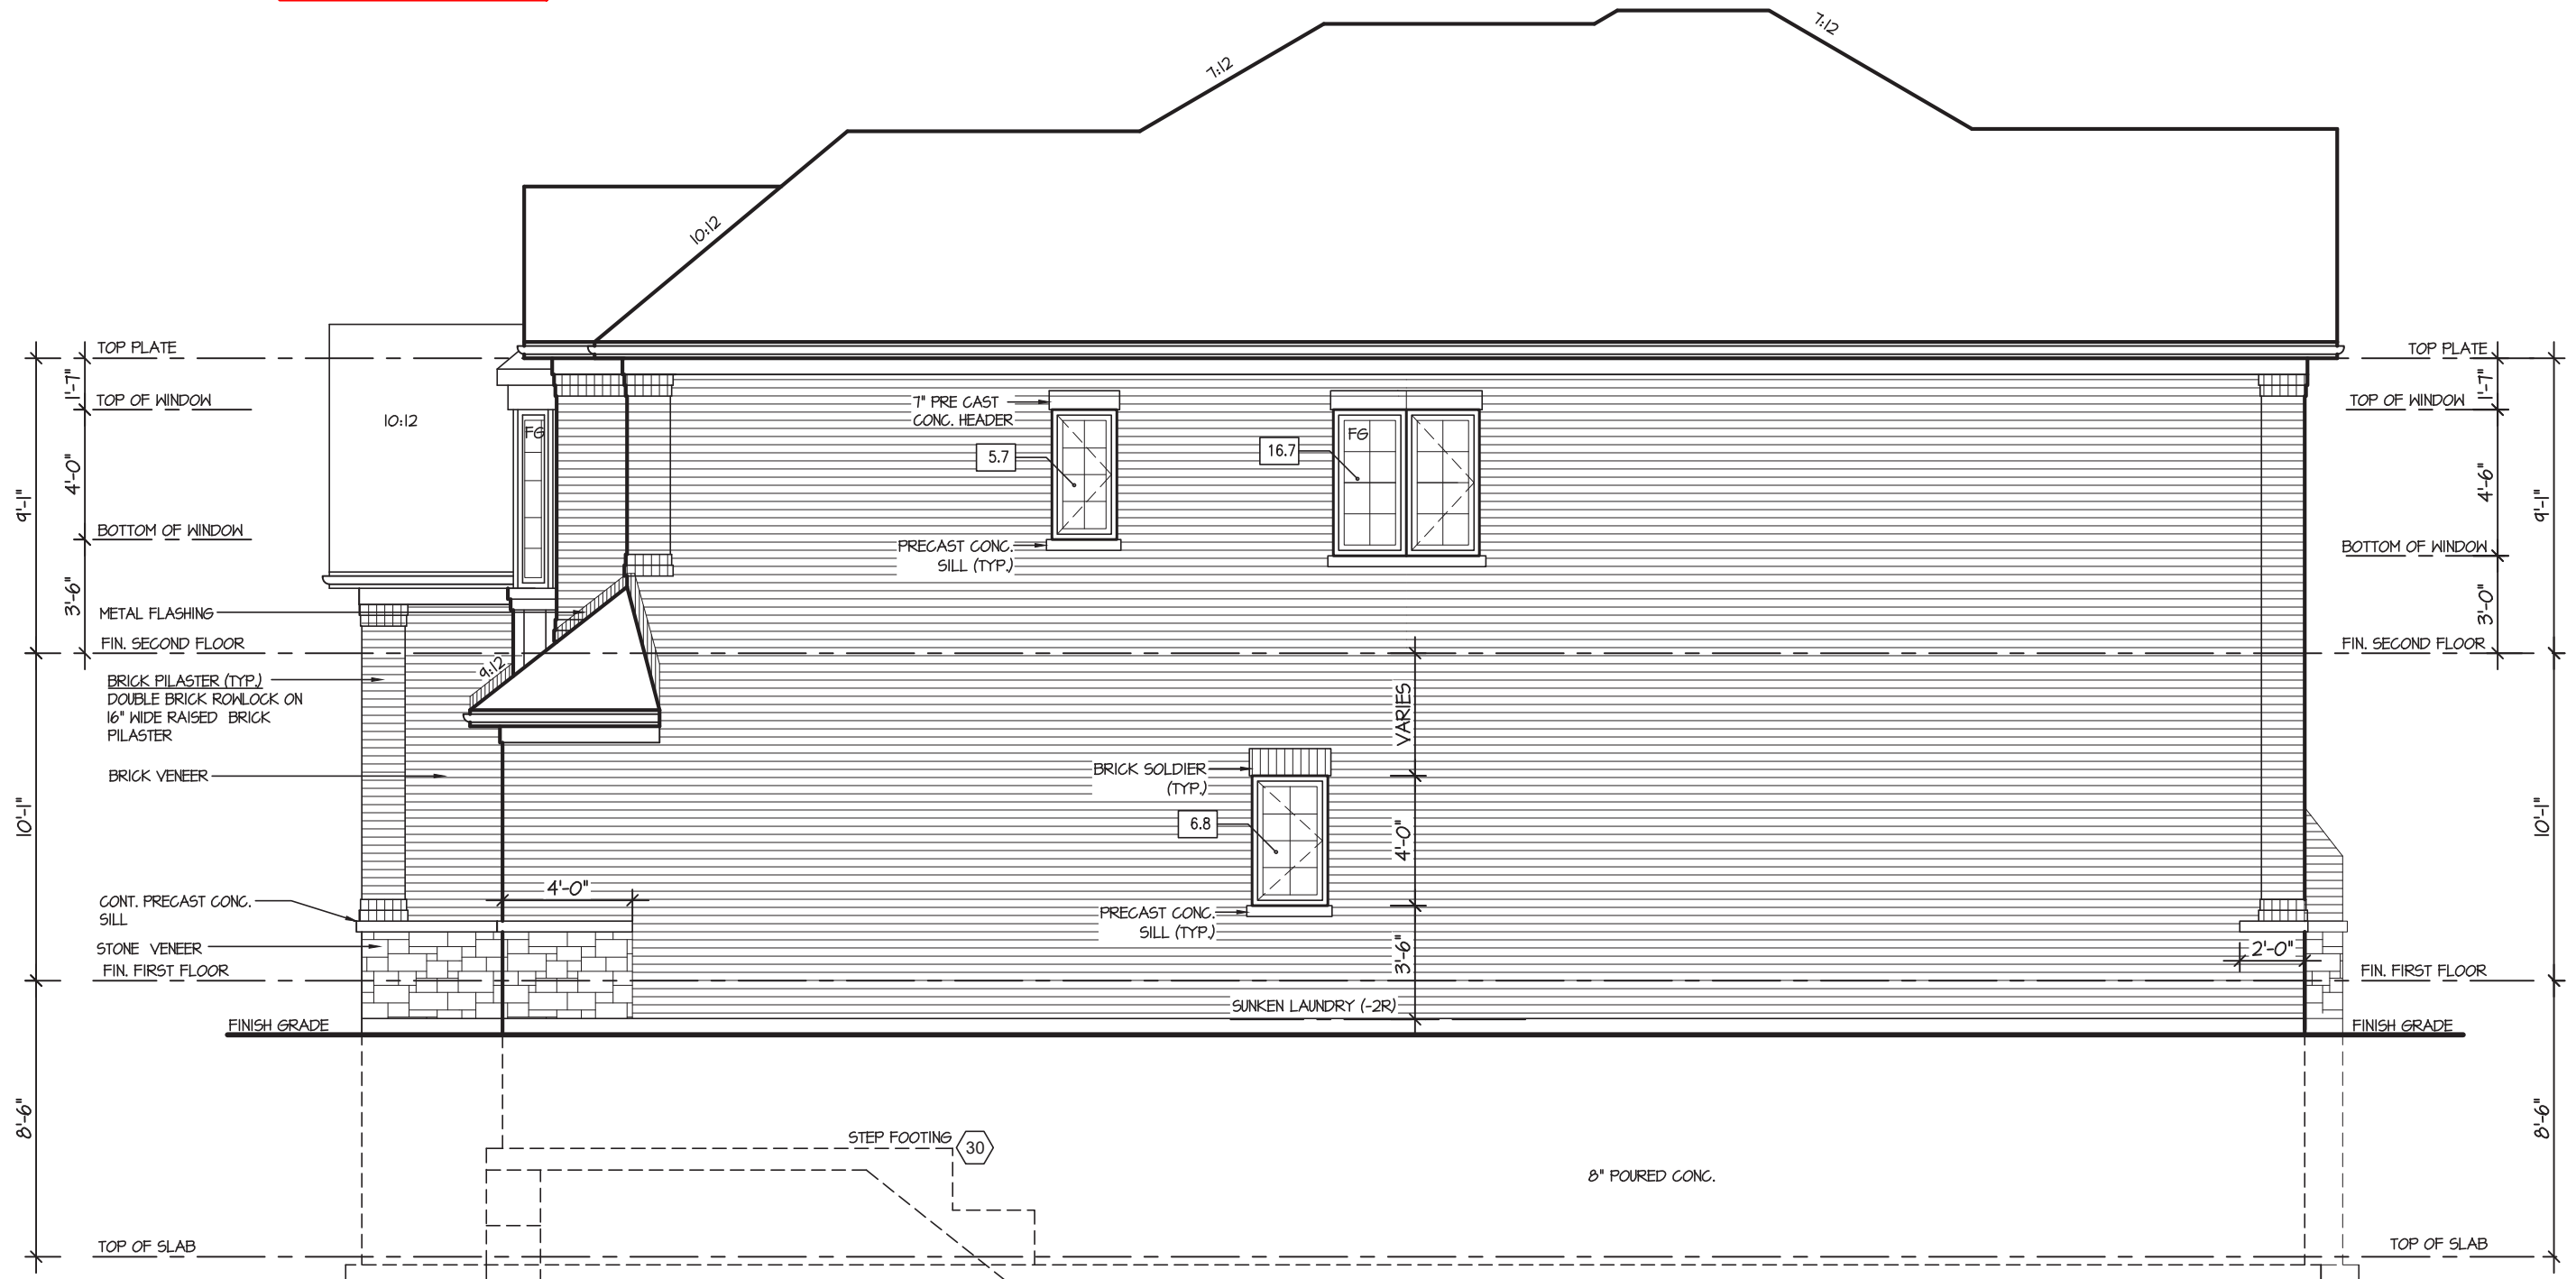 7:12
7:12
10:12
TOP PLATE
TOP PLATE
1'-7"
1'-7"
TOP OF WINDOW
TOP OF WINDOW
7" PRE CAST
CONC. HEADER
10:12
FG
FG
5.7
16.7
4'-0"
4'-6"
9'-1"
9'-1"
BOTTOM OF WINDOW
BOTTOM OF WINDOW
PRECAST CONC.
SILL (TYP.)
3'-6"
3'-0"
METAL FLASHING
FIN. SECOND FLOOR
FIN. SECOND FLOOR
9:12
BRICK PILASTER (TYP.)
DOUBLE BRICK ROWLOCK ON
16" WIDE RAISED BRICK
PILASTER
VARIES
BRICK VENEER
BRICK SOLDIER
(TYP.)
6.8
10'-1"
4'-0"
10'-1"
4'-0"
CONT. PRECAST CONC.
SILL
PRECAST CONC.
SILL (TYP.)
STONE VENEER
3'-6"
2'-0"
FIN. FIRST FLOOR
FIN. FIRST FLOOR
SUNKEN LAUNDRY (-2R)
FINISH GRADE
FINISH GRADE
8'-6"
8'-6"
STEP FOOTING
30
8" POURED CONC.
TOP OF SLAB
TOP OF SLAB